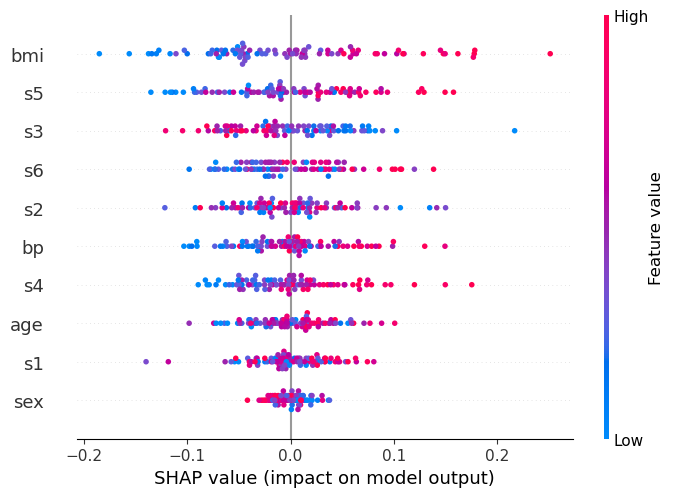 High
bmi
s5
s3
s6
s2
bp
s4
age
s1
sex
Feature value
Low
−0.2 −0.1 0.0 0.1 0.2
SHAP value (impact on model output)